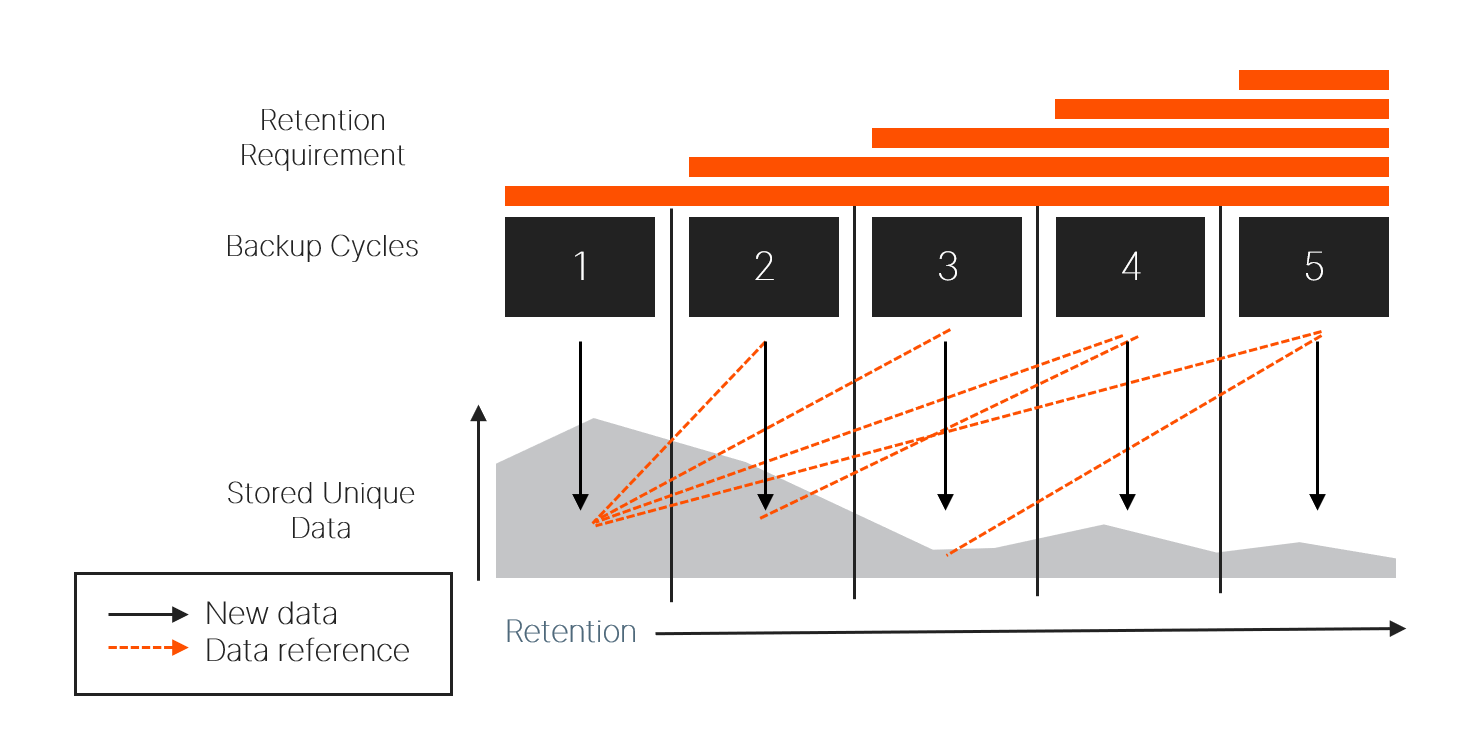 Retention
Requirement
Backup Cycles
1
2
3
4
5
Stored Unique
Data
New data
Data reference
Retention